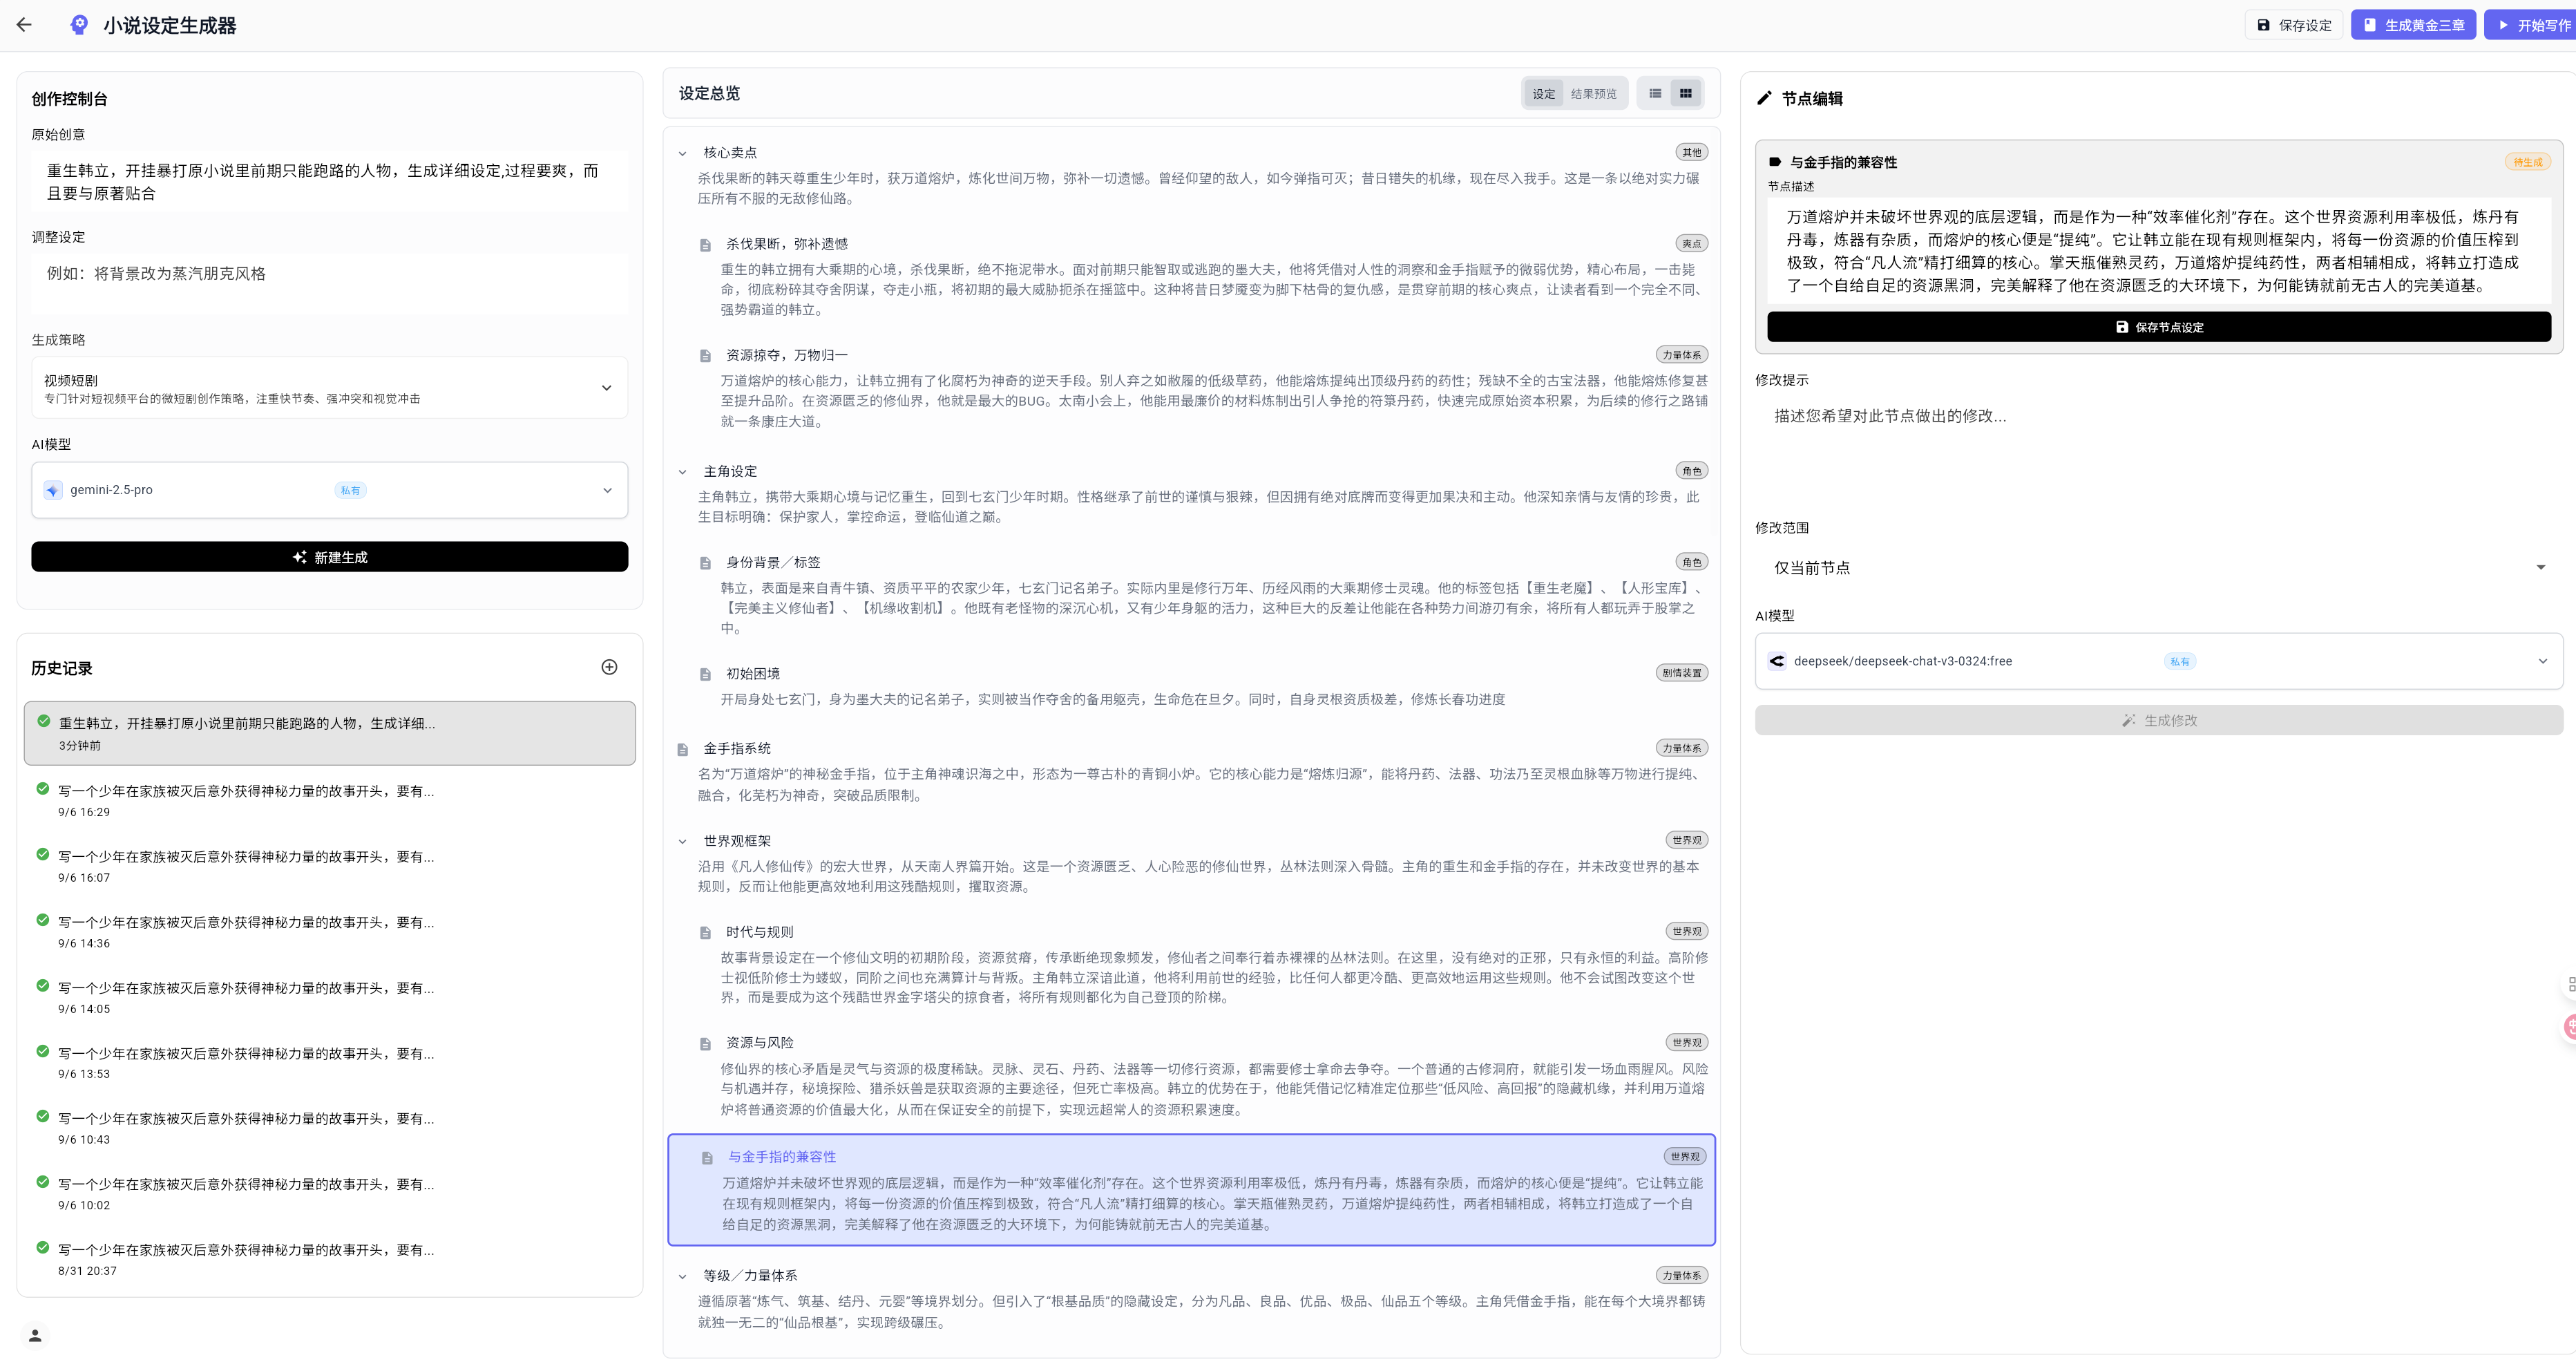 小说设定生成器
保存设定
生成黄金三章
开始写作
创作控制台
原始创意
重生韩立，开挂暴打原小说里前期只能跑路的人物，生成详细设定,过程要爽，而
且要与原著贴合
调整设定
例如：将背景改为蒸汽朋克风格
生成策略
视频短剧
专门针对短视频平台的微短剧创作策略，注重快节奏、强冲突和视觉冲击
AI模型
gemini-2.5-pro
私有
新建生成
历史记录
重生韩立，开挂暴打原小说里前期只能跑路的人物，生成详细...
3分钟前
写一个少年在家族被灭后意外获得神秘力量的故事开头，要有...
9/6 16:29
写一个少年在家族被灭后意外获得神秘力量的故事开头，要有...
9/6 16:07
写一个少年在家族被灭后意外获得神秘力量的故事开头，要有...
9/6 14:36
写一个少年在家族被灭后意外获得神秘力量的故事开头，要有...
9/6 14:05
写一个少年在家族被灭后意外获得神秘力量的故事开头，要有...
9/6 13:53
写一个少年在家族被灭后意外获得神秘力量的故事开头，要有...
9/6 10:43
写一个少年在家族被灭后意外获得神秘力量的故事开头，要有...
9/6 10:02
写一个少年在家族被灭后意外获得神秘力量的故事开头，要有...
8/31 20:37
设定总览
设定
结果预览
核心卖点
其他
杀伐果断的韩天尊重生少年时，获万道熔炉，炼化世间万物，弥补一切遗憾。曾经仰望的敌人，如今弹指可灭；昔日错失的机缘，现在尽入我手。这是一条以绝对实力碾
压所有不服的无敌修仙路。
杀伐果断，弥补遗憾
爽点
重生的韩立拥有大乘期的心境，杀伐果断，绝不拖泥带水。面对前期只能智取或逃跑的墨大夫，他将凭借对人性的洞察和金手指赋予的微弱优势，精心布局，一击毙
命，彻底粉碎其夺舍阴谋，夺走小瓶，将初期的最大威胁扼杀在摇篮中。这种将昔日梦魇变为脚下枯骨的复仇感，是贯穿前期的核心爽点，让读者看到一个完全不同、
强势霸道的韩立。
资源掠夺，万物归一
力量体系
万道熔炉的核心能力，让韩立拥有了化腐朽为神奇的逆天手段。别人弃之如敝履的低级草药，他能熔炼提纯出顶级丹药的药性；残缺不全的古宝法器，他能熔炼修复甚
至提升品阶。在资源匮乏的修仙界，他就是最大的BUG。太南小会上，他能用最廉价的材料炼制出引人争抢的符箓丹药，快速完成原始资本积累，为后续的修行之路铺
就一条康庄大道。
主角设定
角色
主角韩立，携带大乘期心境与记忆重生，回到七玄门少年时期。性格继承了前世的谨慎与狠辣，但因拥有绝对底牌而变得更加果决和主动。他深知亲情与友情的珍贵，此
生目标明确：保护家人，掌控命运，登临仙道之巅。
身份背景／标签
角色
韩立，表面是来自青牛镇、资质平平的农家少年，七玄门记名弟子。实际内里是修行万年、历经风雨的大乘期修士灵魂。他的标签包括【重生老魔】、【人形宝库】、
【完美主义修仙者】、【机缘收割机】。他既有老怪物的深沉心机，又有少年身躯的活力，这种巨大的反差让他能在各种势力间游刃有余，将所有人都玩弄于股掌之
中。
初始困境
剧情装置
开局身处七玄门，身为墨大夫的记名弟子，实则被当作夺舍的备用躯壳，生命危在旦夕。同时，自身灵根资质极差，修炼长春功进度
金手指系统
力量体系
名为“万道熔炉”的神秘金手指，位于主角神魂识海之中，形态为一尊古朴的青铜小炉。它的核心能力是“熔炼归源”，能将丹药、法器、功法乃至灵根血脉等万物进行提纯、
融合，化芜朽为神奇，突破品质限制。
世界观框架
世界观
沿用《凡人修仙传》的宏大世界，从天南人界篇开始。这是一个资源匮乏、人心险恶的修仙世界，丛林法则深入骨髓。主角的重生和金手指的存在，并未改变世界的基本
规则，反而让他能更高效地利用这残酷规则，攫取资源。
时代与规则
世界观
故事背景设定在一个修仙文明的初期阶段，资源贫瘠，传承断绝现象频发，修仙者之间奉行着赤裸裸的丛林法则。在这里，没有绝对的正邪，只有永恒的利益。高阶修
士视低阶修士为蝼蚁，同阶之间也充满算计与背叛。主角韩立深谙此道，他将利用前世的经验，比任何人都更冷酷、更高效地运用这些规则。他不会试图改变这个世
界，而是要成为这个残酷世界金字塔尖的掠食者，将所有规则都化为自己登顶的阶梯。
资源与风险
世界观
修仙界的核心矛盾是灵气与资源的极度稀缺。灵脉、灵石、丹药、法器等一切修行资源，都需要修士拿命去争夺。一个普通的古修洞府，就能引发一场血雨腥风。风险
与机遇并存，秘境探险、猎杀妖兽是获取资源的主要途径，但死亡率极高。韩立的优势在于，他能凭借记忆精准定位那些“低风险、高回报”的隐藏机缘，并利用万道熔
炉将普通资源的价值最大化，从而在保证安全的前提下，实现远超常人的资源积累速度。
与金手指的兼容性
世界观
万道熔炉并未破坏世界观的底层逻辑，而是作为一种“效率催化剂”存在。这个世界资源利用率极低，炼丹有丹毒，炼器有杂质，而熔炉的核心便是“提纯”。它让韩立能
在现有规则框架内，将每一份资源的价值压榨到极致，符合“凡人流”精打细算的核心。掌天瓶催熟灵药，万道熔炉提纯药性，两者相辅相成，将韩立打造成了一个自
给自足的资源黑洞，完美解释了他在资源匮乏的大环境下，为何能铸就前无古人的完美道基。
等级／力量体系
力量体系
遵循原著“炼气、筑基、结丹、元婴”等境界划分。但引入了“根基品质”的隐藏设定，分为凡品、良品、优品、极品、仙品五个等级。主角凭借金手指，能在每个大境界都铸
就独一无二的“仙品根基”，实现跨级碾压。
节点编辑
与金手指的兼容性
待生成
节点描述
万道熔炉并未破坏世界观的底层逻辑，而是作为一种“效率催化剂”存在。这个世界资源利用率极低，炼丹有
丹毒，炼器有杂质，而熔炉的核心便是“提纯”。它让韩立能在现有规则框架内，将每一份资源的价值压榨到
极致，符合“凡人流”精打细算的核心。掌天瓶催熟灵药，万道熔炉提纯药性，两者相辅相成，将韩立打造成
了一个自给自足的资源黑洞，完美解释了他在资源匮乏的大环境下，为何能铸就前无古人的完美道基。
保存节点设定
修改提示
描述您希望对此节点做出的修改...
修改范围
仅当前节点
AI模型
deepseek/deepseek-chat-v3-0324:free
私有
生成修改